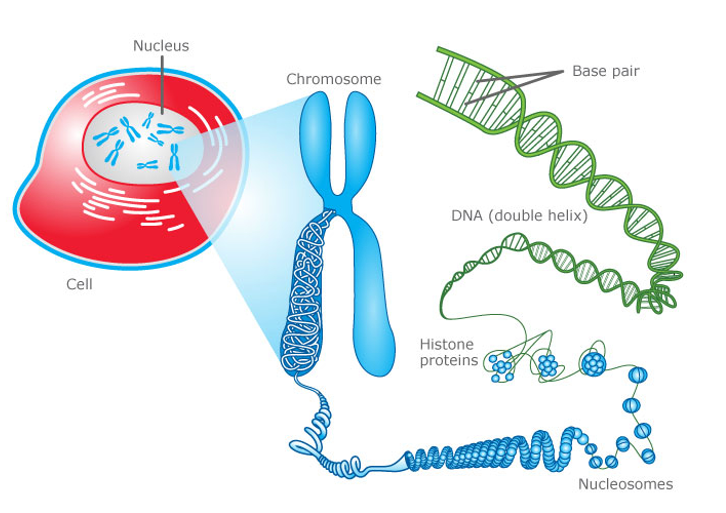 Nucleus
Chromosome
Base pair
DNA (double helix)
Cell
Histone
proteins
Nucleosomes